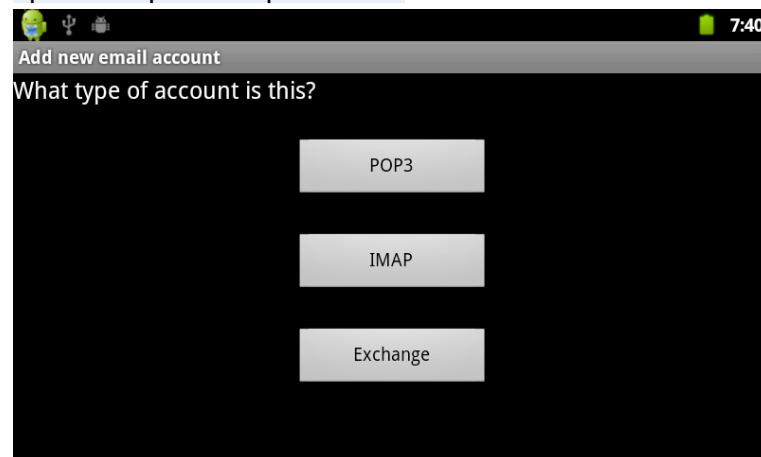 7:40
Add new email account
What type of account is this?
POP3
IMAP
Exchange